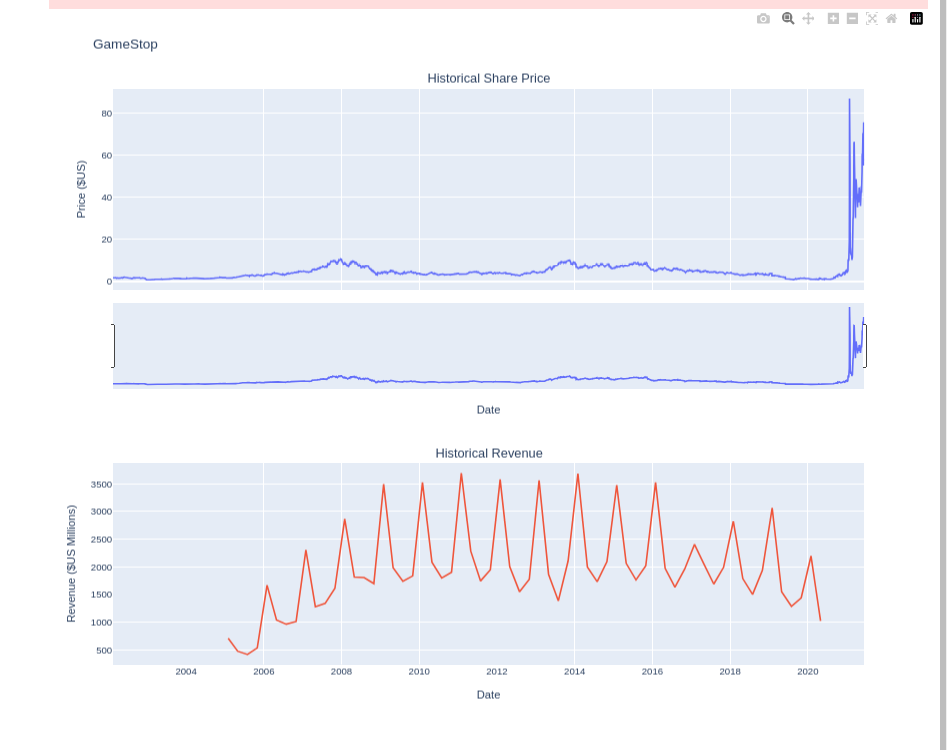 GameStop
Historical Share Price
80
60
40
20
0
Price ($US)
Date
Historical Revenue
3500
3000
2500
2000
1500
1000
500
Revenue ($US Millions)
2004 2006 2008 2010 2012 2014 2016 2018 2020
Date